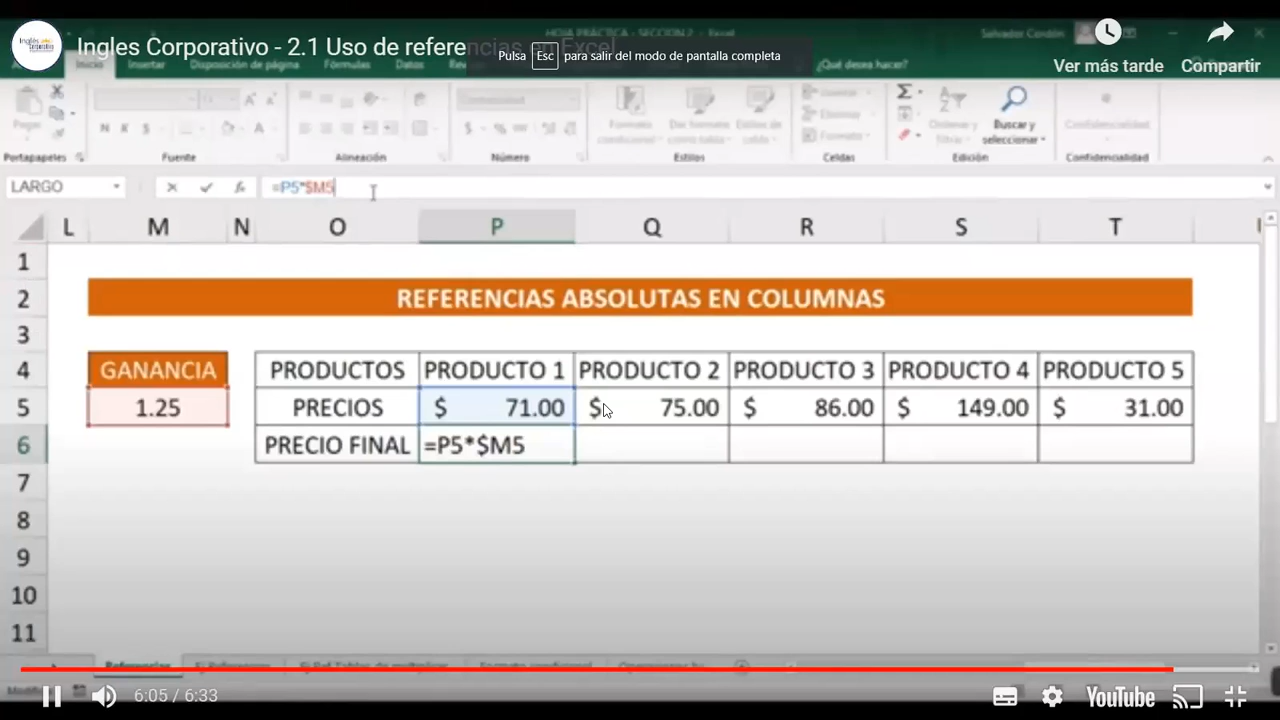 Ingles Corporativo - 2.1 Uso de referencias en Excel
Pulsa Esc para salir del modo de pantalla completa
Ver más tarde
Compartir
HOJA PRÁCTICA - SECCION 2 - Excel
Salvador Cordón
Inicio Insertar Disposición de página Fórmulas Datos ¿Qué desea hacer?
Buscar y seleccionar
Portapapeles Fuente Alineación Número Estilos Celdas Edición Confidencialidad
LARGO fx =P5*$M5
L M N O P Q R S T
1
2 REFERENCIAS ABSOLUTAS EN COLUMNAS
3
4 GANANCIA PRODUCTOS PRODUCTO 1 PRODUCTO 2 PRODUCTO 3 PRODUCTO 4 PRODUCTO 5
5 1.25 PRECIOS $ 71.00 $ 75.00 $ 86.00 $ 149.00 $ 31.00
6 PRECIO FINAL =P5*$M5
7
8
9
10
11
Referencias
6:05 / 6:33
YouTube